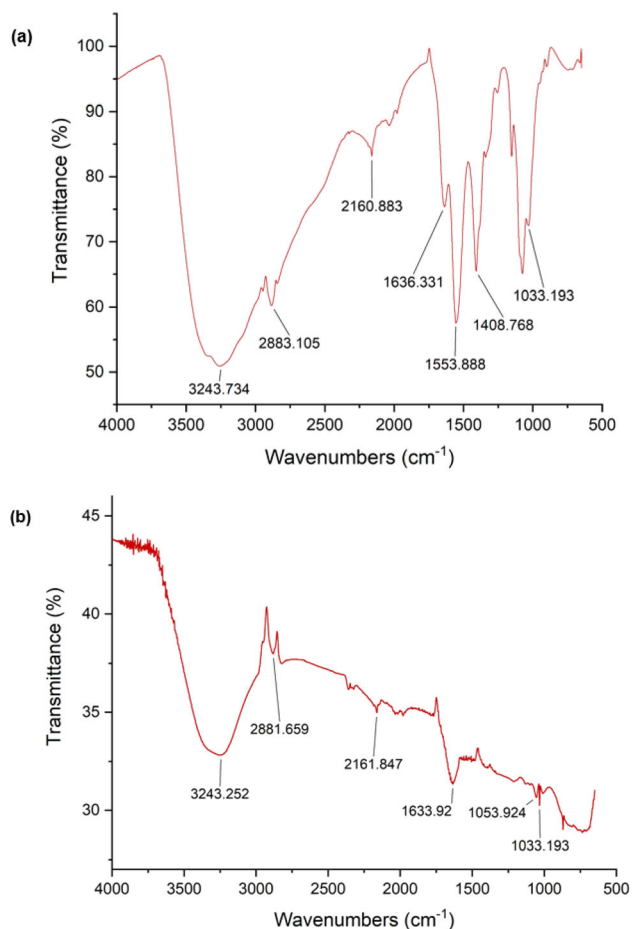 (a)
100
90
80
70
60
50
Transmittance (%)
2160.883
1636.331
1033.193
2883.105
1408.768
1553.888
3243.734
4000 3500 3000 2500 2000 1500 1000 500
Wavenumbers (cm⁻¹)
(b)
45
40
35
30
Transmittance (%)
2881.659
2161.847
3243.252
1633.92
1053.924
1033.193
4000 3500 3000 2500 2000 1500 1000 500
Wavenumbers (cm⁻¹)